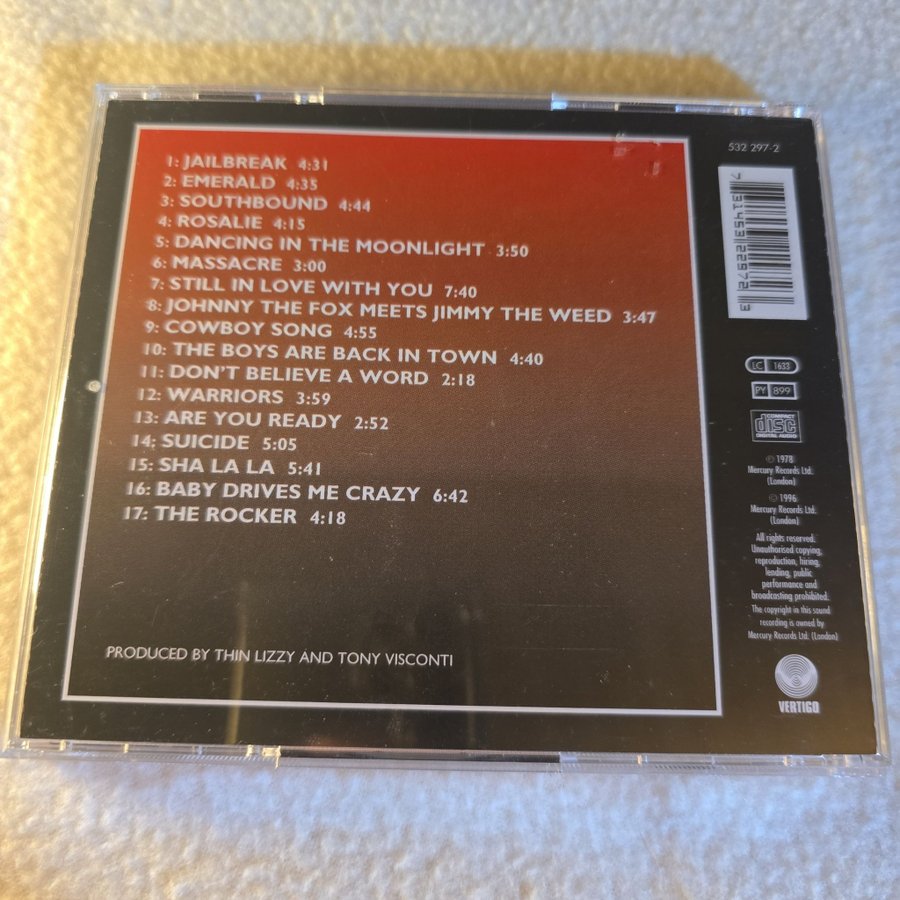 1: JAILBREAK 4:31
2: EMERALD 4:35
3: SOUTHBOUND 4:44
4: ROSALIE 4:15
5: DANCING IN THE MOONLIGHT 3:50
6: MASSACRE 3:00
7: STILL IN LOVE WITH YOU 7:40
8: JOHNNY THE FOX MEETS JIMMY THE WEED 3:47
9: COWBOY SONG 4:55
10: THE BOYS ARE BACK IN TOWN 4:40
11: DON'T BELIEVE A WORD 2:18
12: WARRIORS 3:59
13: ARE YOU READY 2:52
14: SUICIDE 5:05
15: SHA LA LA 5:41
16: BABY DRIVES ME CRAZY 6:42
17: THE ROCKER 4:18
PRODUCED BY THIN LIZZY AND TONY VISCONTI
532 297-2
7 31453 22972 3
LC 1633
PY 899
COMPACT
disc
DIGITAL AUDIO
℗ 1978
Mercury Records Ltd.
(London)
© 1996
Mercury Records Ltd.
(London)
All rights reserved.
Unauthorised copying,
reproduction, hiring,
lending, public
performance and
broadcasting prohibited.
The copyright in this sound
recording is owned by
Mercury Records Ltd. (London)
VERTIGO